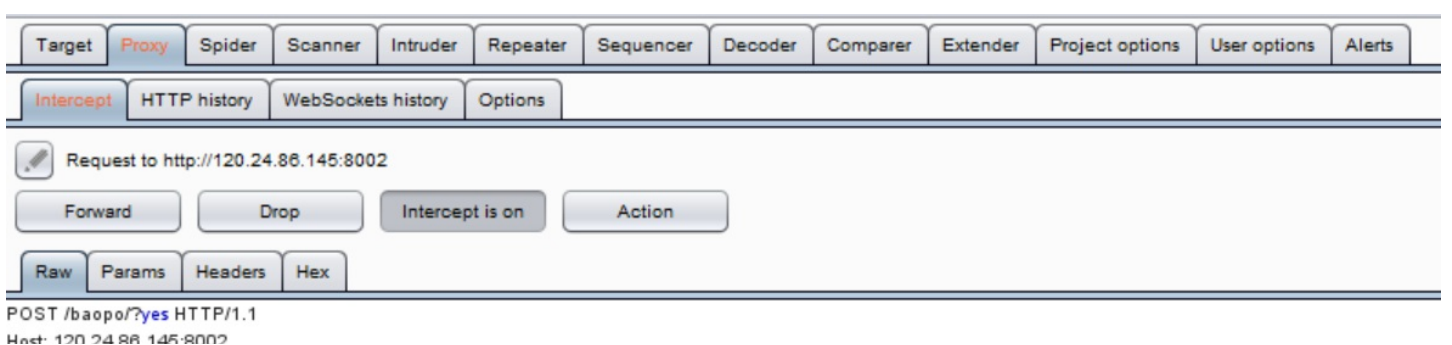 Target Proxy Spider Scanner Intruder Repeater Sequencer Decoder Comparer Extender Project options User options Alerts
Intercept HTTP history WebSockets history Options
Request to http://120.24.86.145:8002
Forward Drop Intercept is on Action
Raw Params Headers Hex
POST /baopo/?yes HTTP/1.1
Host: 120.24.86.145:8002